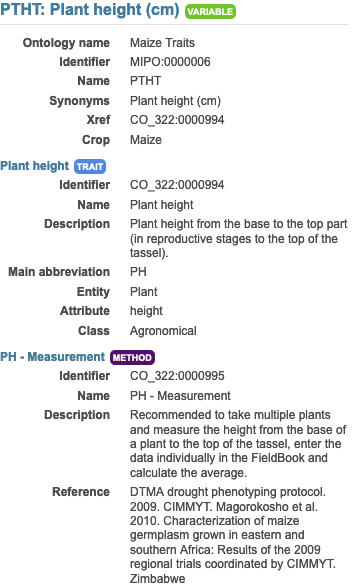 PTHT: Plant height (cm) VARIABLE
Ontology name Maize Traits
Identifier MIPO:0000006
Name PTHT
Synonyms Plant height (cm)
Xref CO_322:0000994
Crop Maize
Plant height TRAIT
Identifier CO_322:0000994
Name Plant height
Description Plant height from the base to the top part
(in reproductive stages to the top of the
tassel).
Main abbreviation PH
Entity Plant
Attribute height
Class Agronomical
PH - Measurement METHOD
Identifier CO_322:0000995
Name PH - Measurement
Description Recommended to take multiple plants
and measure the height from the base of
a plant to the top of the tassel, enter the
data individually in the FieldBook and
calculate the average.
Reference DTMA drought phenotyping protocol.
2009. CIMMYT. Magorokosho et al.
2010. Characterization of maize
germplasm grown in eastern and
southern Africa: Results of the 2009
regional trials coordinated by CIMMYT.
Zimbabwe